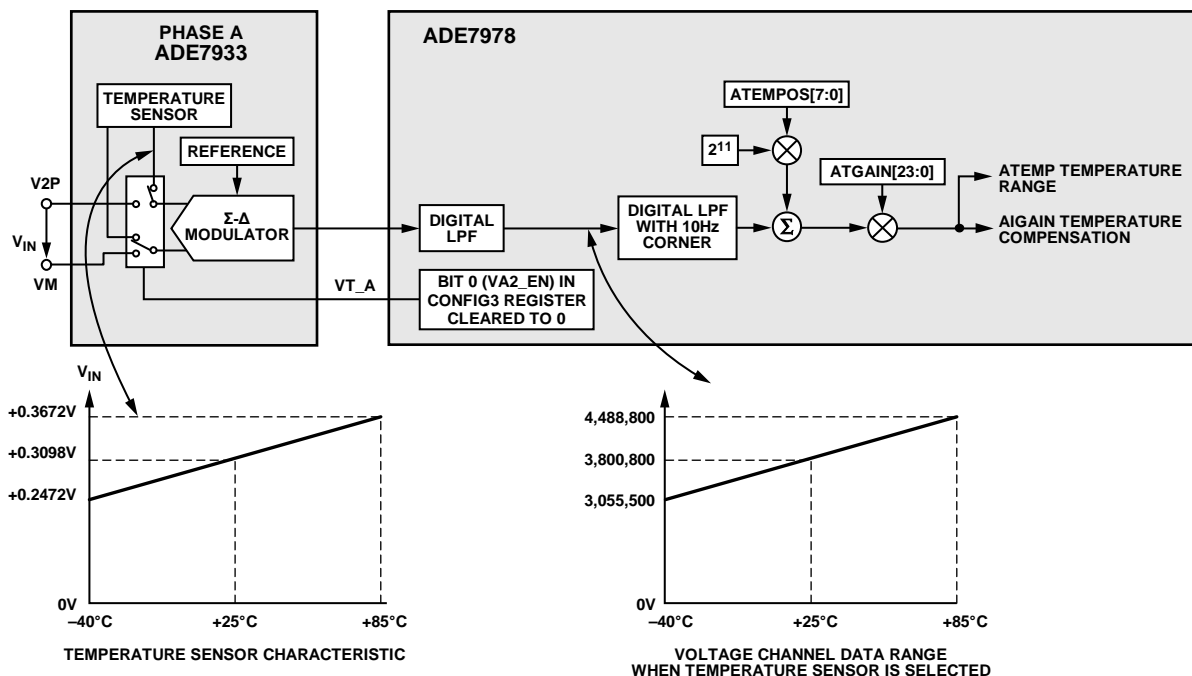 PHASE A
ADE7933
ADE7978
TEMPERATURE
SENSOR
REFERENCE
V2P
VIN
VM
Σ-Δ
MODULATOR
DIGITAL
LPF
DIGITAL LPF
WITH 10Hz
CORNER
ATEMPOS[7:0]
2¹¹
Σ
ATGAIN[23:0]
ATEMP TEMPERATURE
RANGE
AIGAIN TEMPERATURE
COMPENSATION
VT_A
BIT 0 (VA2_EN) IN
CONFIG3 REGISTER
CLEARED TO 0
VIN
+0.3672V
+0.3098V
+0.2472V
0V
–40°C
+25°C
+85°C
TEMPERATURE SENSOR CHARACTERISTIC
4,488,800
3,800,800
3,055,500
0V
–40°C
+25°C
+85°C
VOLTAGE CHANNEL DATA RANGE
WHEN TEMPERATURE SENSOR IS SELECTED